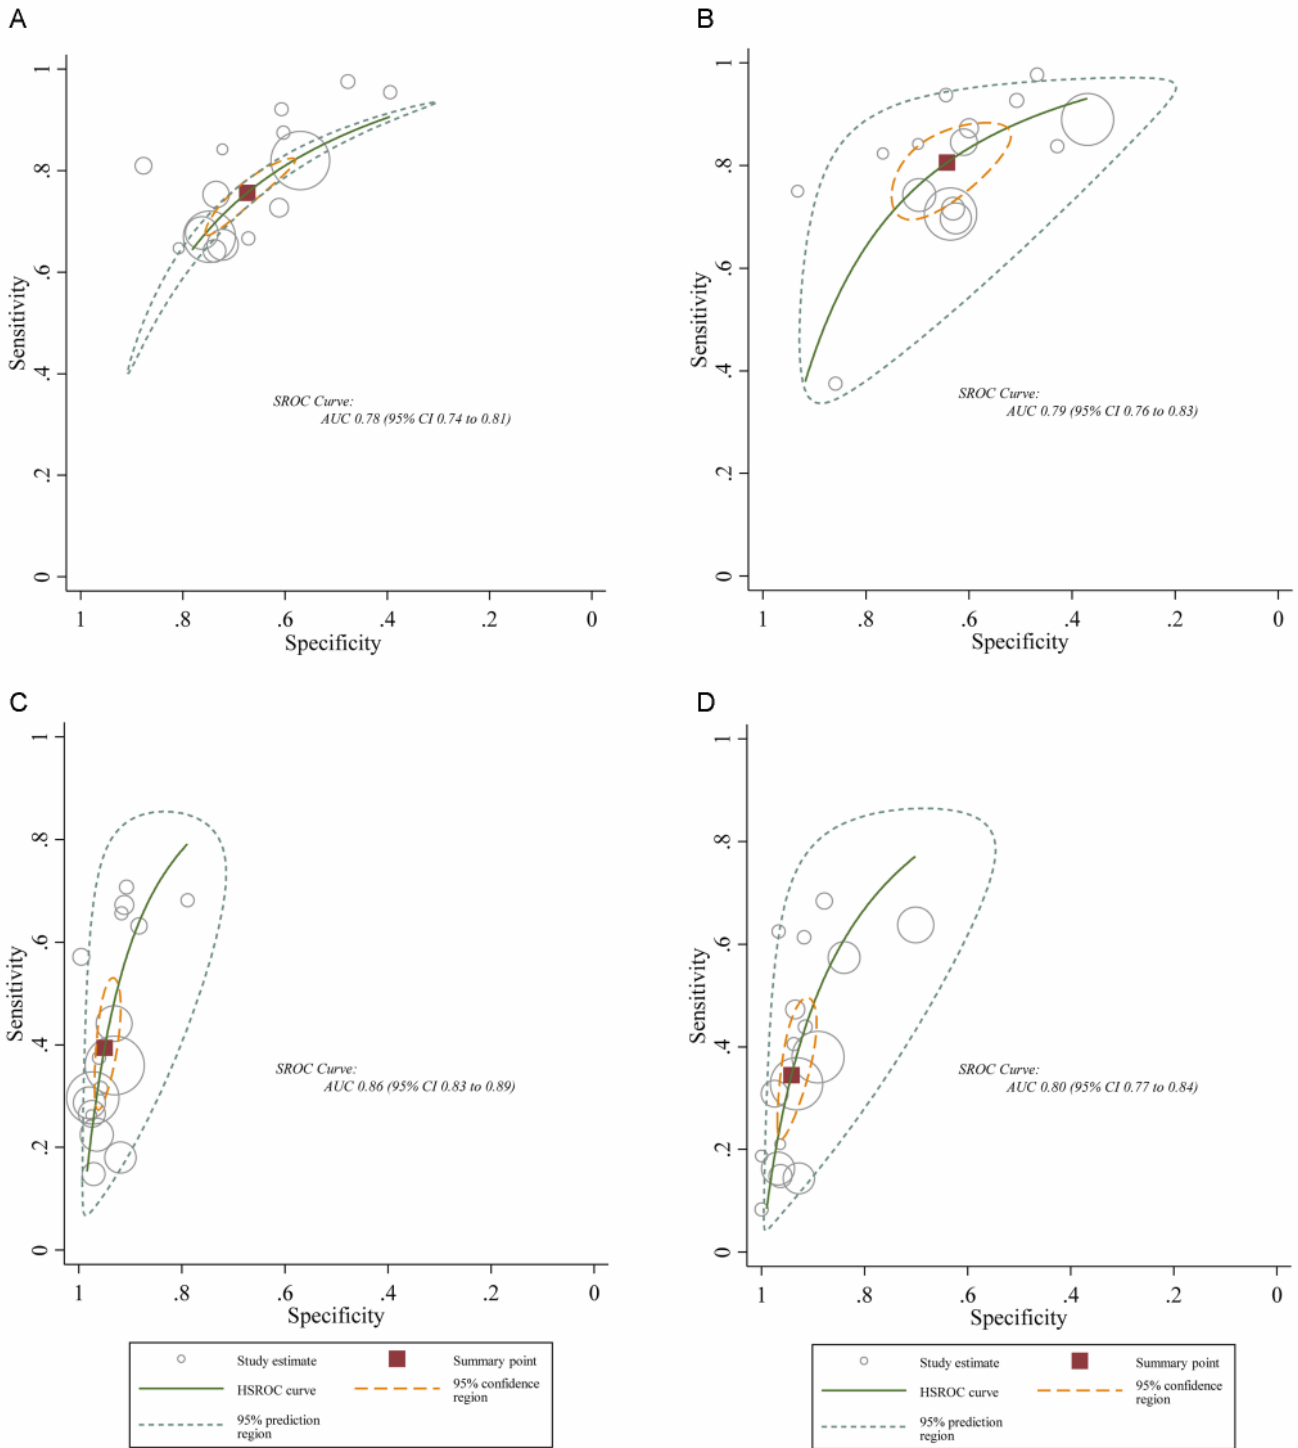 A
1
.8
.6
.4
.2
0
Sensitivity
SROC Curve:
AUC 0.78 (95% CI 0.74 to 0.81)
1 .8 .6 .4 .2 0
Specificity
B
1
.8
.6
.4
.2
0
Sensitivity
SROC Curve:
AUC 0.79 (95% CI 0.76 to 0.83)
1 .8 .6 .4 .2 0
Specificity
C
1
.8
.6
.4
.2
0
Sensitivity
SROC Curve:
AUC 0.86 (95% CI 0.83 to 0.89)
1 .8 .6 .4 .2 0
Specificity
Study estimate
Summary point
HSROC curve
95% confidence
region
95% prediction
region
D
1
.8
.6
.4
.2
0
Sensitivity
SROC Curve:
AUC 0.80 (95% CI 0.77 to 0.84)
1 .8 .6 .4 .2 0
Specificity
Study estimate
Summary point
HSROC curve
95% confidence
region
95% prediction
region